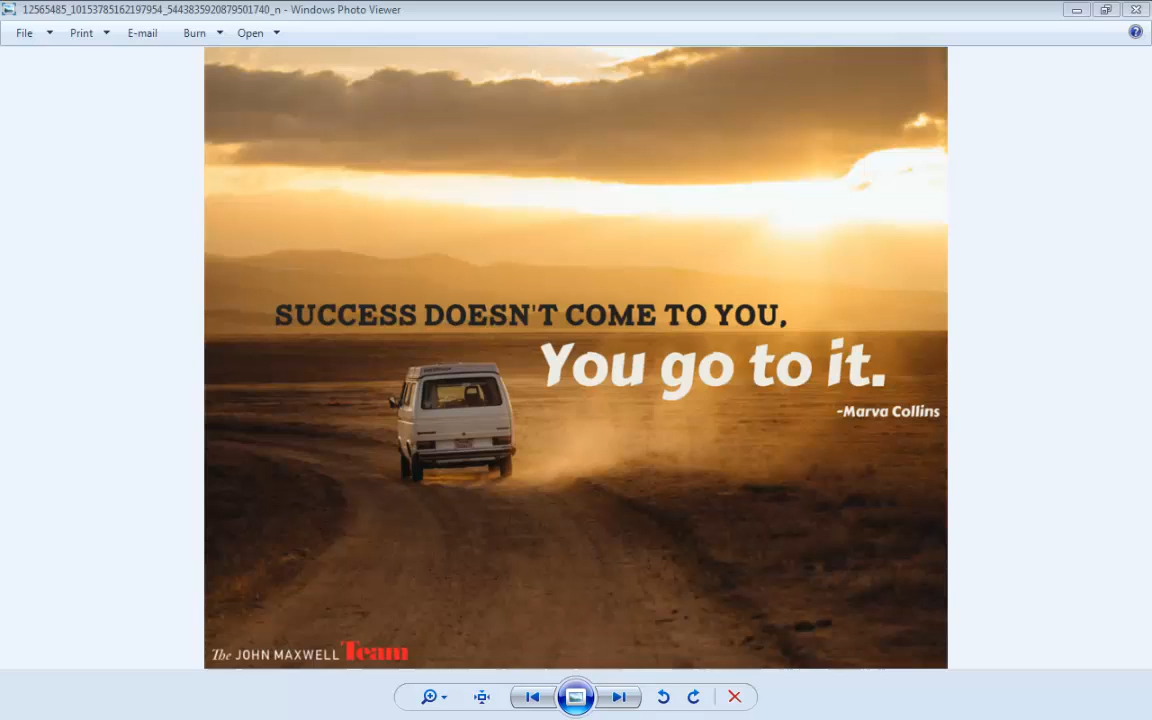 12565485_10153785162197954_5443835920879501740_n - Windows Photo Viewer
File Print E-mail Burn Open
SUCCESS DOESN'T COME TO YOU,
You go to it.
-Marva Collins
The JOHN MAXWELL Team